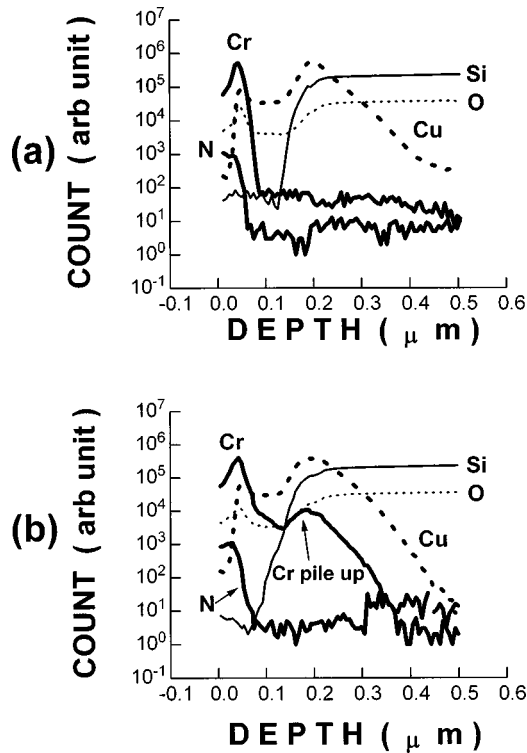 (a)
COUNT ( arb unit)
10^7
10^6
10^5
10^4
10^3
10^2
10^1
10^0
10^-1
Cr
Si
O
Cu
N
-0.1 0.0 0.1 0.2 0.3 0.4 0.5 0.6
DEPTH ( μ m)
(b)
COUNT ( arb unit)
10^7
10^6
10^5
10^4
10^3
10^2
10^1
10^0
10^-1
Cr
Si
O
Cu
Cr pile up
N
-0.1 0.0 0.1 0.2 0.3 0.4 0.5 0.6
DEPTH ( μ m)